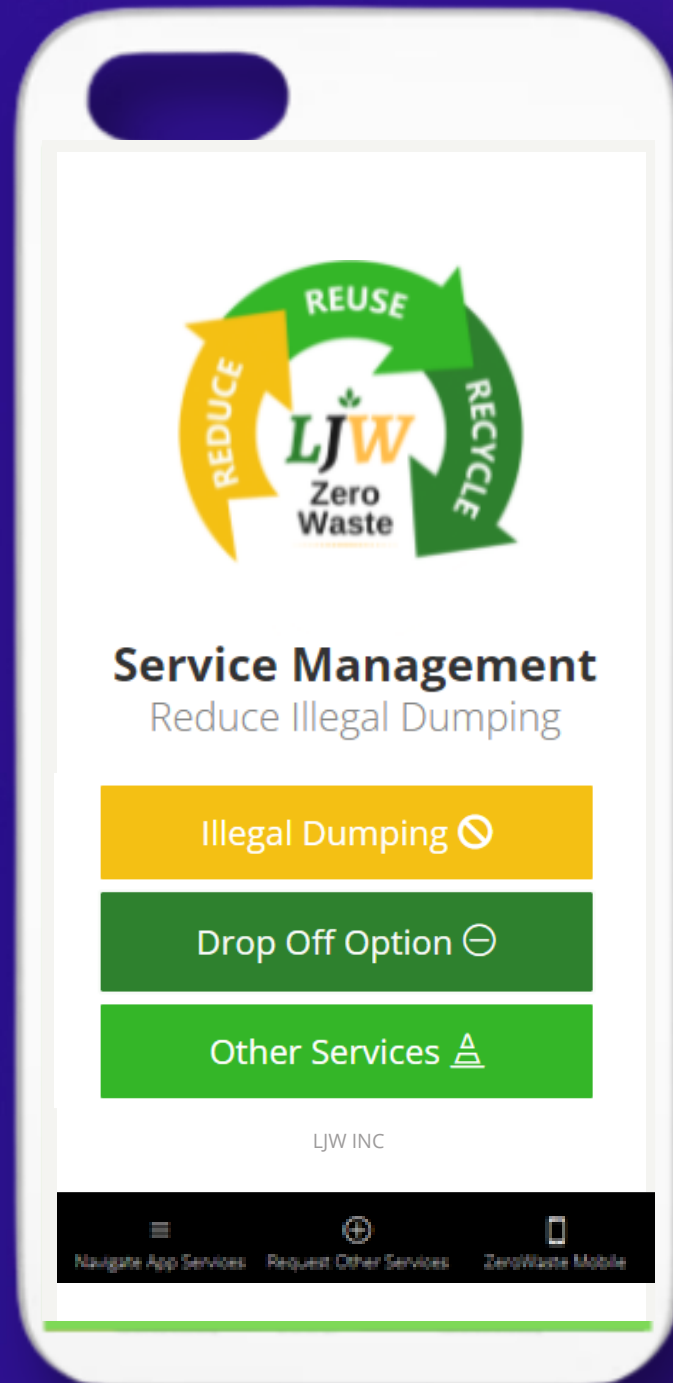 REDUCE
REUSE
RECYCLE
LJW
Zero
Waste
Service Management
Reduce Illegal Dumping
Illegal Dumping
Drop Off Option
Other Services
LJW INC
Navigate App Services Request Other Services ZeroWaste Mobile